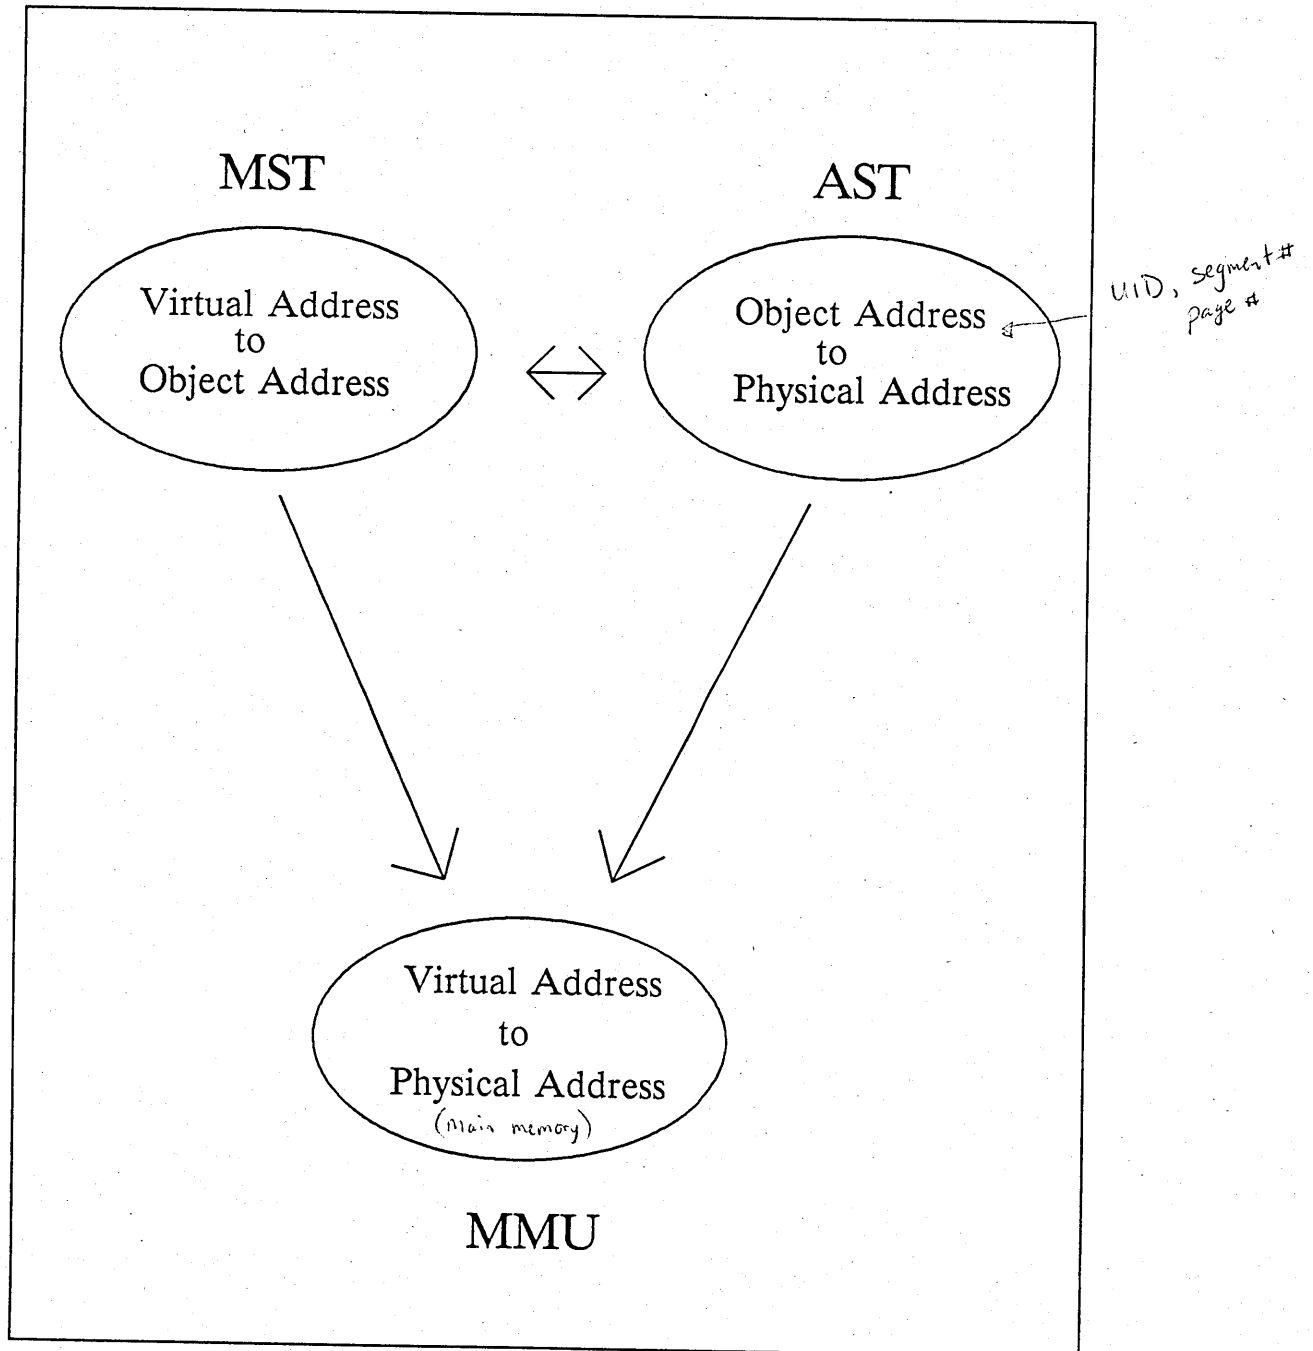 MST
Virtual Address
to
Object Address
AST
Object Address
to
Physical Address
UID, segment #
page #
Virtual Address
to
Physical Address
(main memory)
MMU